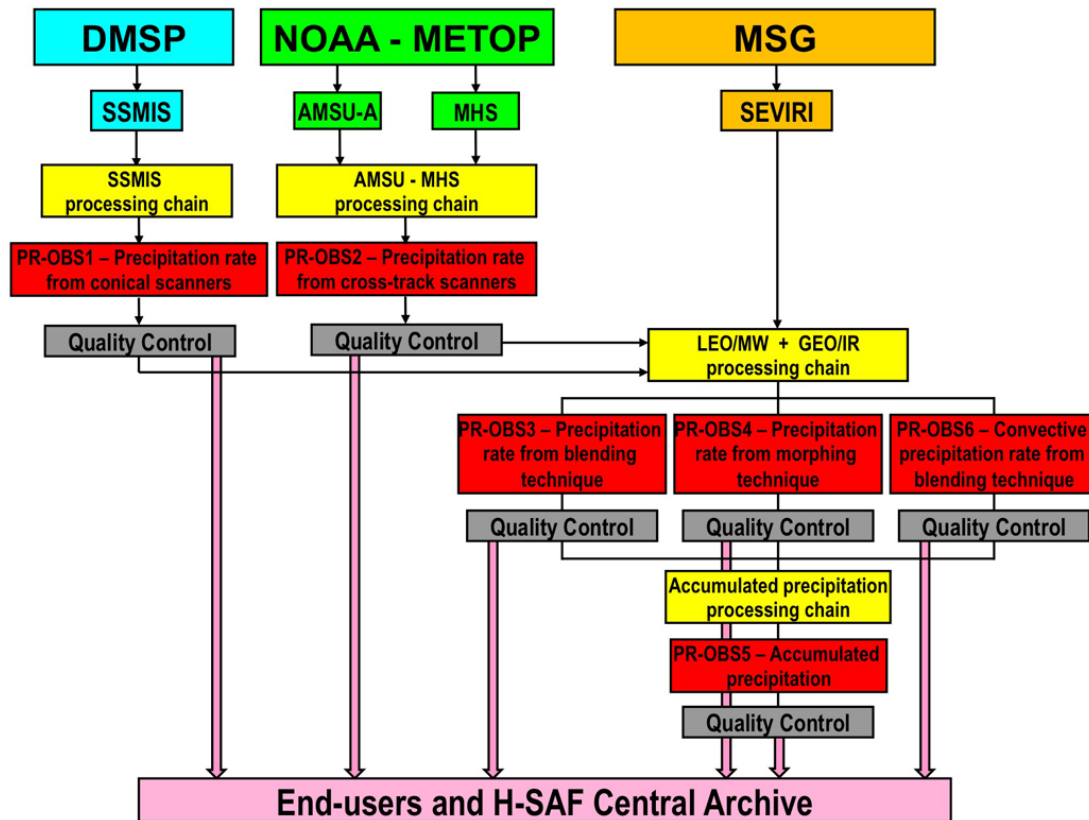 DMSP
NOAA - METOP
MSG
SSMIS
AMSU-A
MHS
SEVIRI
SSMIS
processing chain
AMSU - MHS
processing chain
PR-OBS1 – Precipitation rate
from conical scanners
PR-OBS2 – Precipitation rate
from cross-track scanners
Quality Control
Quality Control
LEO/MW + GEO/IR
processing chain
PR-OBS3 – Precipitation
rate from blending
technique
PR-OBS4 – Precipitation
rate from morphing
technique
PR-OBS6 – Convective
precipitation rate from
blending technique
Quality Control
Quality Control
Quality Control
Accumulated precipitation
processing chain
PR-OBS5 – Accumulated
precipitation
Quality Control
End-users and H-SAF Central Archive